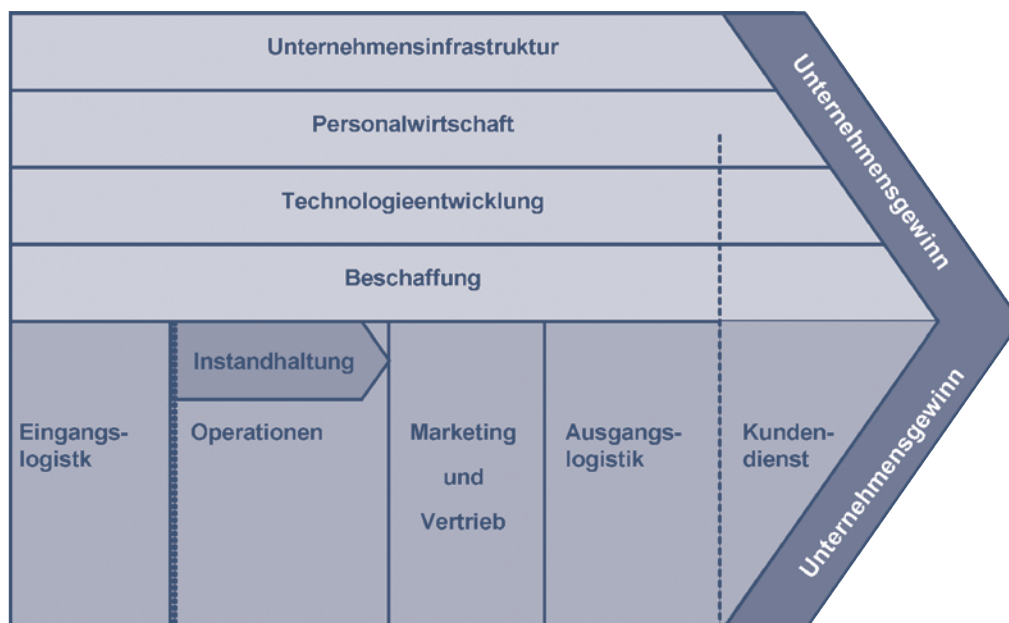 Unternehmensinfrastruktur
Personalwirtschaft
Technologieentwicklung
Beschaffung
Unternehmensgewinn
Instandhaltung
Eingangs-
logistk
Operationen
Marketing
und
Vertrieb
Ausgangs-
logistik
Kunden-
dienst
Unternehmensgewinn